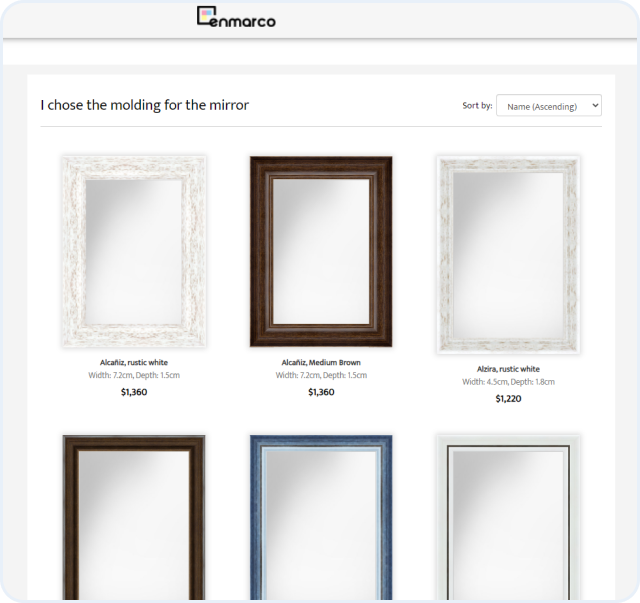 enmarco
I chose the molding for the mirror
Sort by: Name (Ascending)
Alcañiz, rustic white
Width: 7.2cm, Depth: 1.5cm
$1,360
Alcañiz, Medium Brown
Width: 7.2cm, Depth: 1.5cm
$1,360
Alzira, rustic white
Width: 4.5cm, Depth: 1.8cm
$1,220